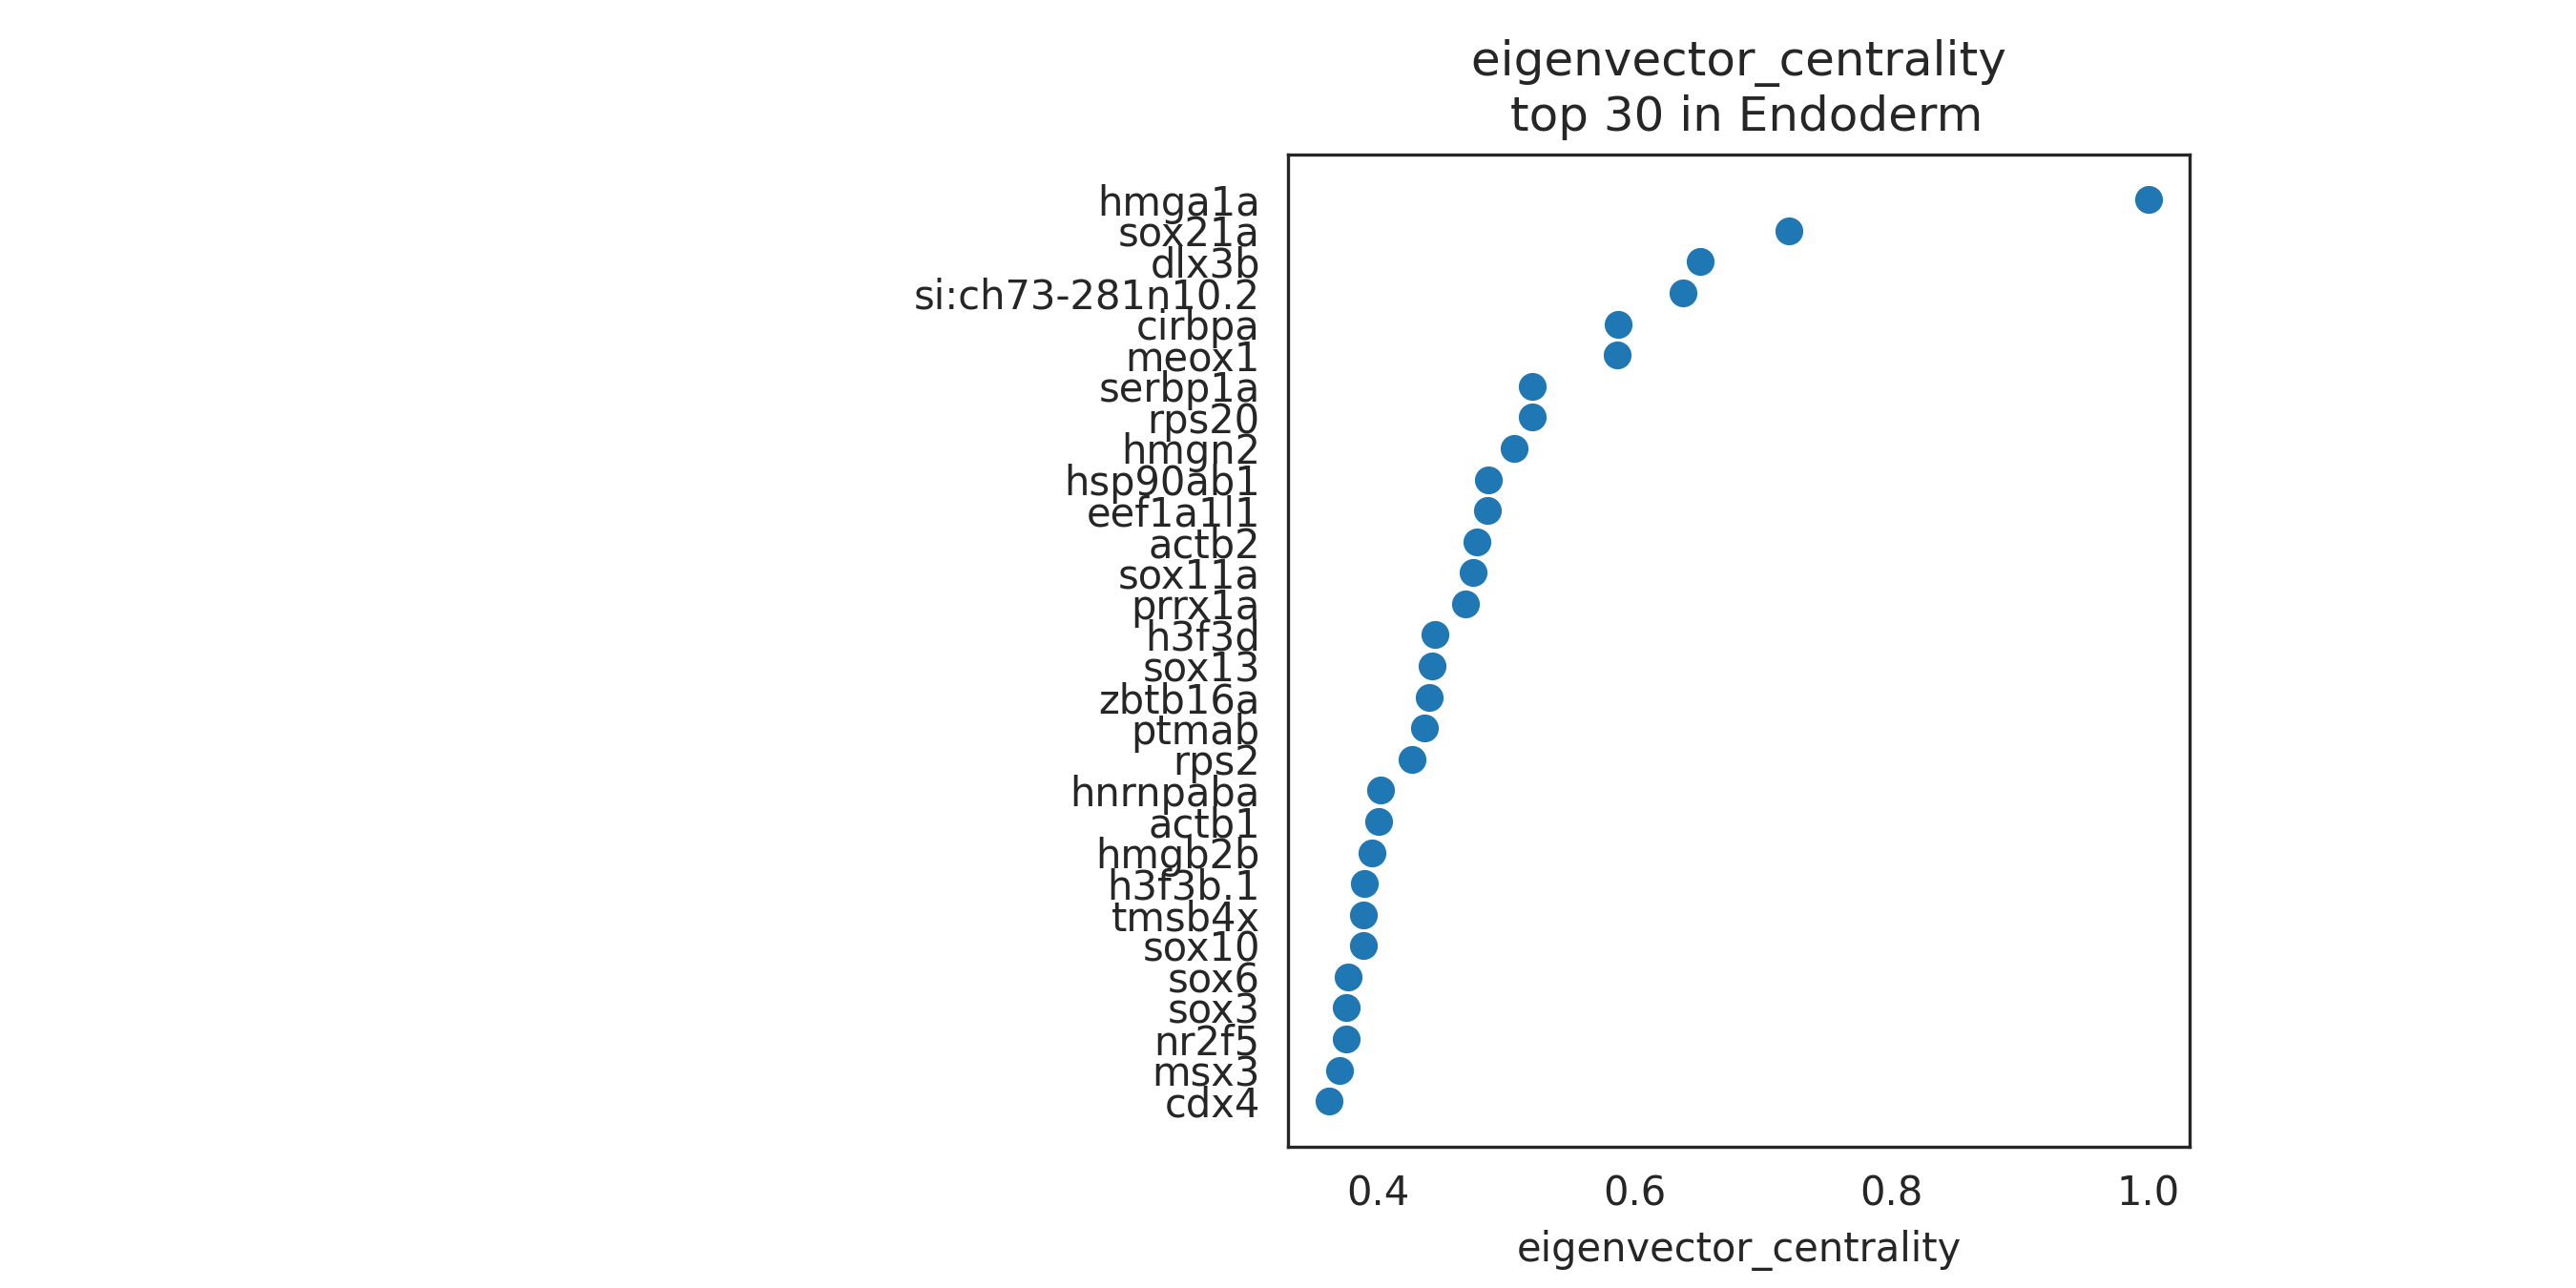 eigenvector_centrality
top 30 in Endoderm
hmga1a
sox21a
dlx3b
si:ch73-281n10.2
cirbpa
meox1
serbp1a
rps20
hmgn2
hsp90ab1
eef1a1l1
actb2
sox11a
prrx1a
h3f3d
sox13
zbtb16a
ptmab
rps2
hnrnpaba
actb1
hmgb2b
h3f3b.1
tmsb4x
sox10
sox6
sox3
nr2f5
msx3
cdx4
0.4 0.6 0.8 1.0
eigenvector_centrality